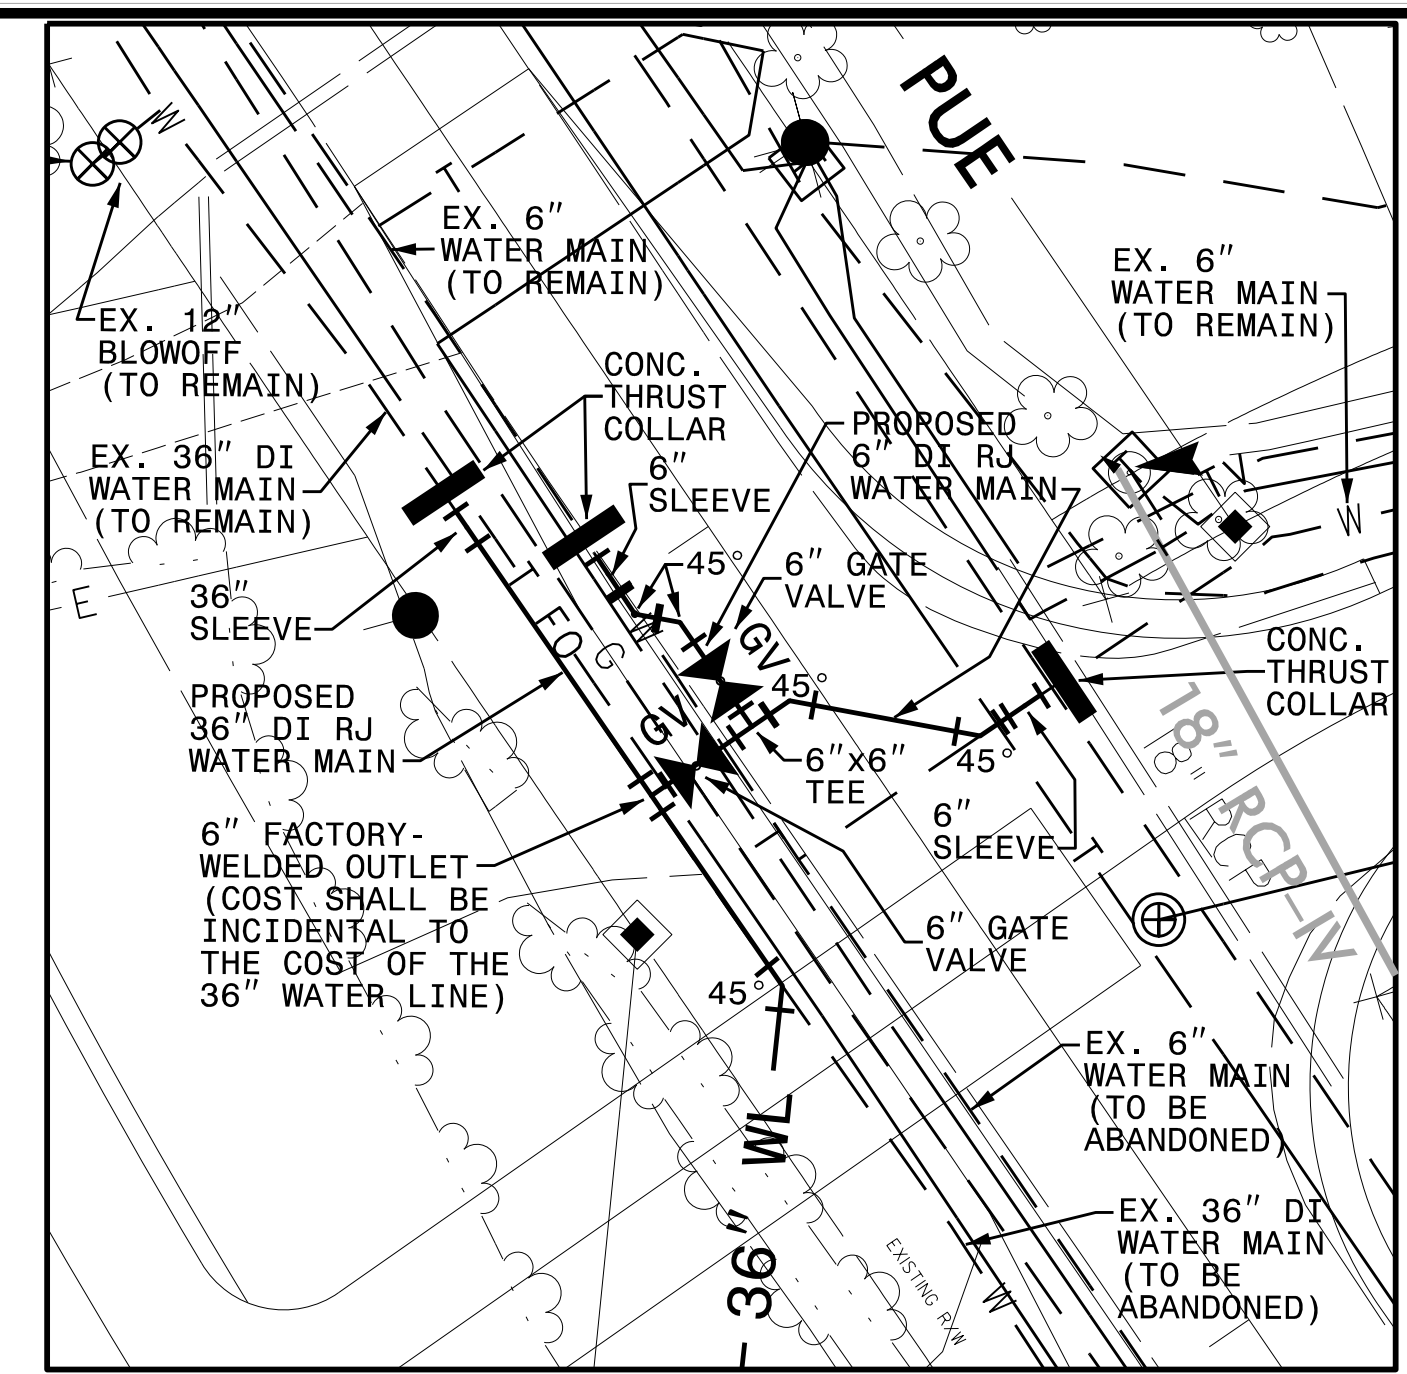 PUE
W
EX. 6"
WATER MAIN
(TO REMAIN)
EX. 6"
WATER MAIN
(TO REMAIN)
EX. 12"
BLOWOFF
(TO REMAIN)
CONC.
THRUST
COLLAR
PROPOSED
6" DI RJ
WATER MAIN
EX. 36" DI
WATER MAIN
(TO REMAIN)
6"
SLEEVE
W
45°
6" GATE
VALVE
E
36"
SLEEVE
T
FO
G
W
GV
CONC.
THRUST
COLLAR
PROPOSED
36" DI RJ
WATER MAIN
45°
GV
18" RCP-IV
6"x6"
TEE
45°
6"
SLEEVE
6" FACTORY-
WELDED OUTLET
(COST SHALL BE
INCIDENTAL TO
THE COST OF THE
36" WATER LINE)
T
T
6" GATE
VALVE
45°
EX. 6"
WATER MAIN
(TO BE
ABANDONED)
36" WL
EX. 36" DI
WATER MAIN
(TO BE
ABANDONED)
EXISTING R/W
W